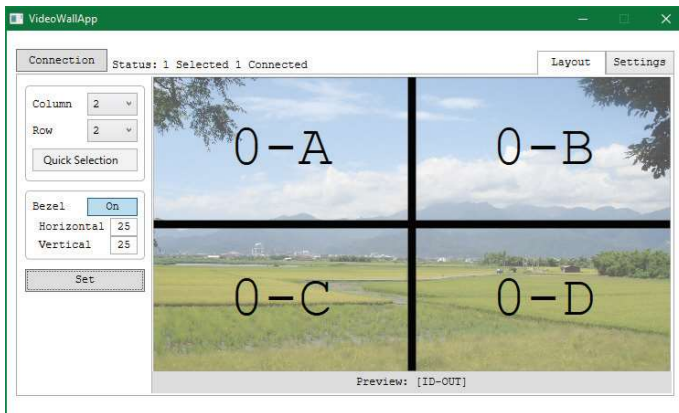 VideoWallApp
Connection Status: 1 Selected 1 Connected Layout Settings
Column 2
Row 2
Quick Selection
Bezel On
Horizontal 25
Vertical 25
Set
0-A 0-B
0-C 0-D
Preview: [ID-OUT]